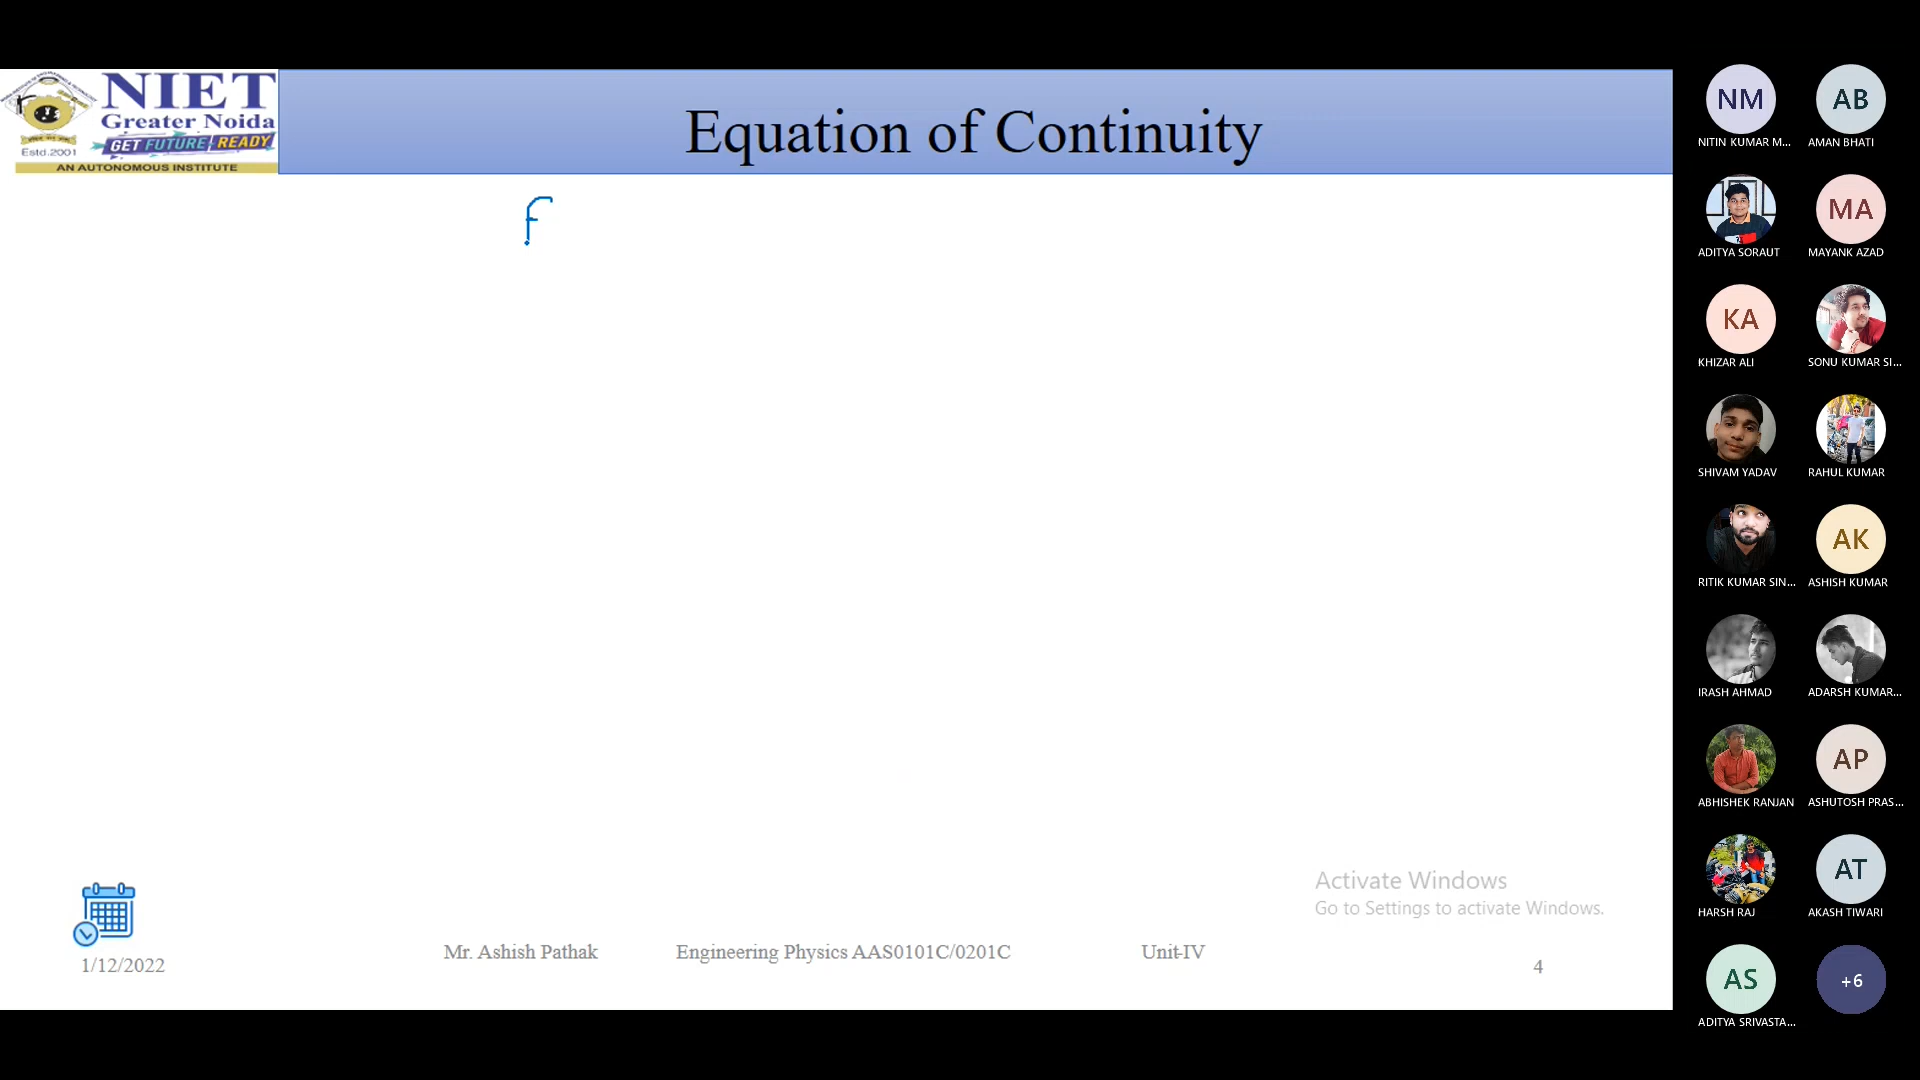 NIET
Greater Noida
GET FUTURE READY
Estd.2001
AN AUTONOMOUS INSTITUTE
Equation of Continuity
f
Activate Windows
Go to Settings to activate Windows.
1/12/2022
Mr. Ashish Pathak
Engineering Physics AAS0101C/0201C
Unit-IV
4
NM
NITIN KUMAR M...
AB
AMAN BHATI
ADITYA SORAUT
MA
MAYANK AZAD
KA
KHIZAR ALI
SONU KUMAR SI...
SHIVAM YADAV
RAHUL KUMAR
RITIK KUMAR SIN...
AK
ASHISH KUMAR
IRASH AHMAD
ADARSH KUMAR...
ABHISHEK RANJAN
AP
ASHUTOSH PRAS...
HARSH RAJ
AT
AKASH TIWARI
AS
ADITYA SRIVASTA...
+6